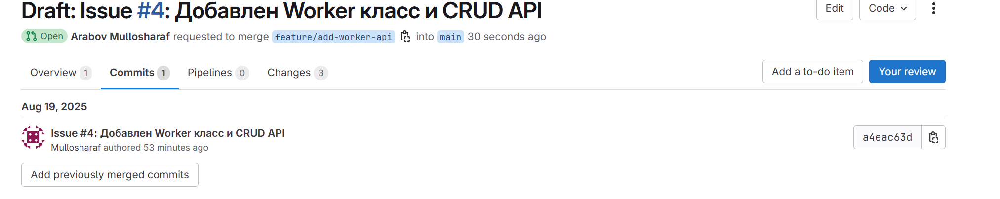 Draft: Issue #4: Добавлен Worker класс и CRUD API
Edit
Code
Open Arabov Mullosharaf requested to merge feature/add-worker-api into main 30 seconds ago
Overview 1 Commits 1 Pipelines 0 Changes 3
Add a to-do item
Your review
Aug 19, 2025
Issue #4: Добавлен Worker класс и CRUD API
Mullosharaf authored 53 minutes ago
a4eac63d
Add previously merged commits